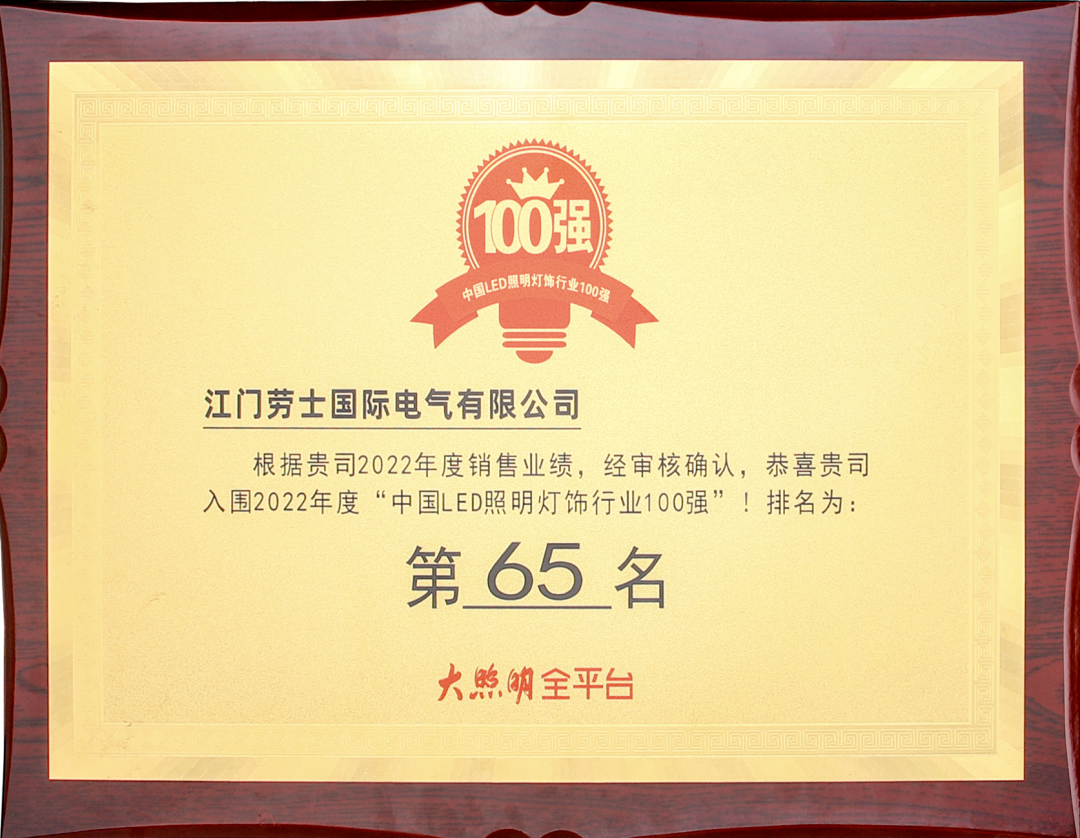 100强
中国LED照明灯饰行业100强
江门劳士国际电气有限公司
根据贵司2022年度销售业绩，经审核确认，恭喜贵司
入围2022年度“中国LED照明灯饰行业100强”！排名为：
第 65 名
大照明全平台